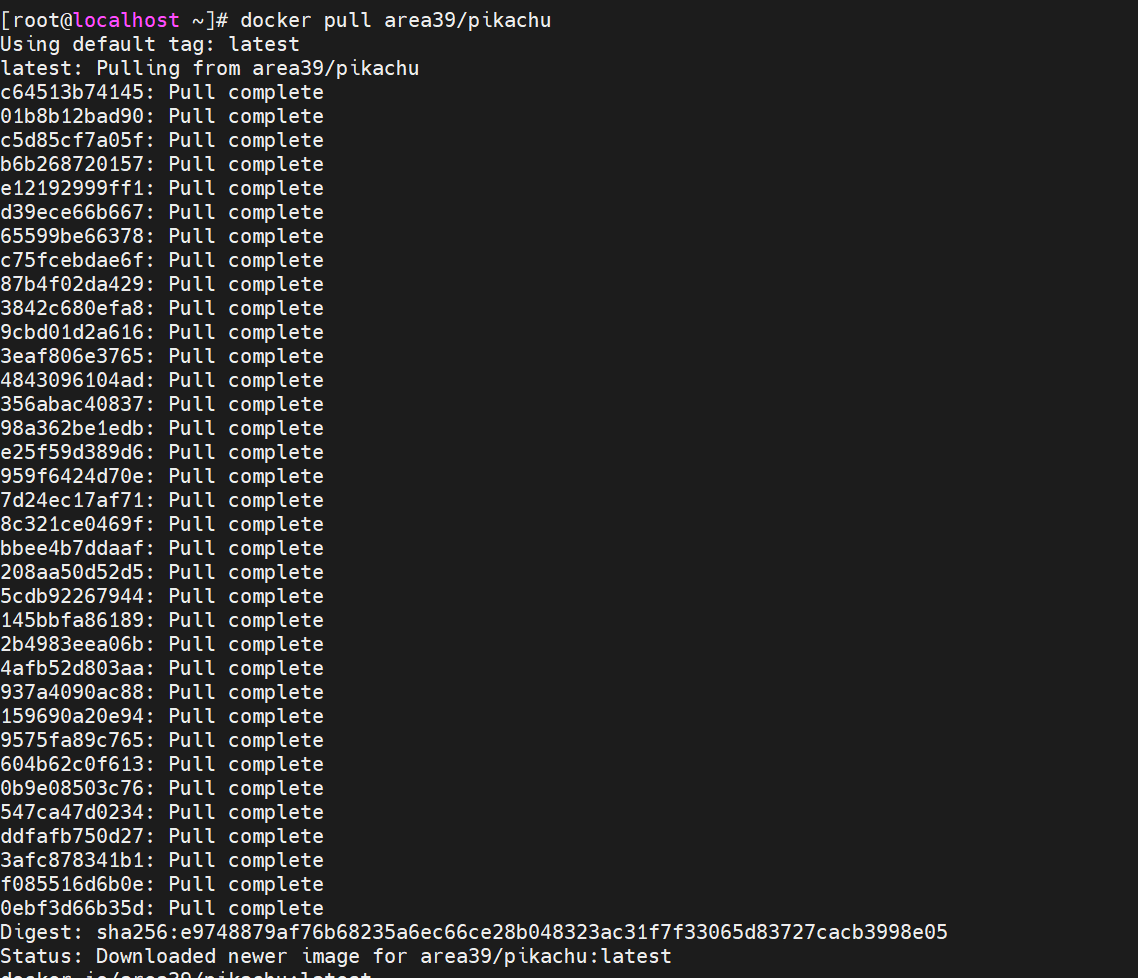 [root@localhost ~]# docker pull area39/pikachu
Using default tag: latest
latest: Pulling from area39/pikachu
c64513b74145: Pull complete
01b8b12bad90: Pull complete
c5d85cf7a05f: Pull complete
b6b268720157: Pull complete
e12192999ff1: Pull complete
d39ece66b667: Pull complete
65599be66378: Pull complete
c75fcebdae6f: Pull complete
87b4f02da429: Pull complete
3842c680efa8: Pull complete
9cbd01d2a616: Pull complete
3eaf806e3765: Pull complete
4843096104ad: Pull complete
356abac40837: Pull complete
98a362be1edb: Pull complete
e25f59d389d6: Pull complete
959f6424d70e: Pull complete
7d24ec17af71: Pull complete
8c321ce0469f: Pull complete
bbee4b7ddaaf: Pull complete
208aa50d52d5: Pull complete
5cdb92267944: Pull complete
145bbfa86189: Pull complete
2b4983eea06b: Pull complete
4afb52d803aa: Pull complete
937a4090ac88: Pull complete
159690a20e94: Pull complete
9575fa89c765: Pull complete
604b62c0f613: Pull complete
0b9e08503c76: Pull complete
547ca47d0234: Pull complete
ddfafb750d27: Pull complete
3afc878341b1: Pull complete
f085516d6b0e: Pull complete
0ebf3d66b35d: Pull complete
Digest: sha256:e9748879af76b68235a6ec66ce28b048323ac31f7f33065d83727cacb3998e05
Status: Downloaded newer image for area39/pikachu:latest
docker.io/area39/pikachu:latest